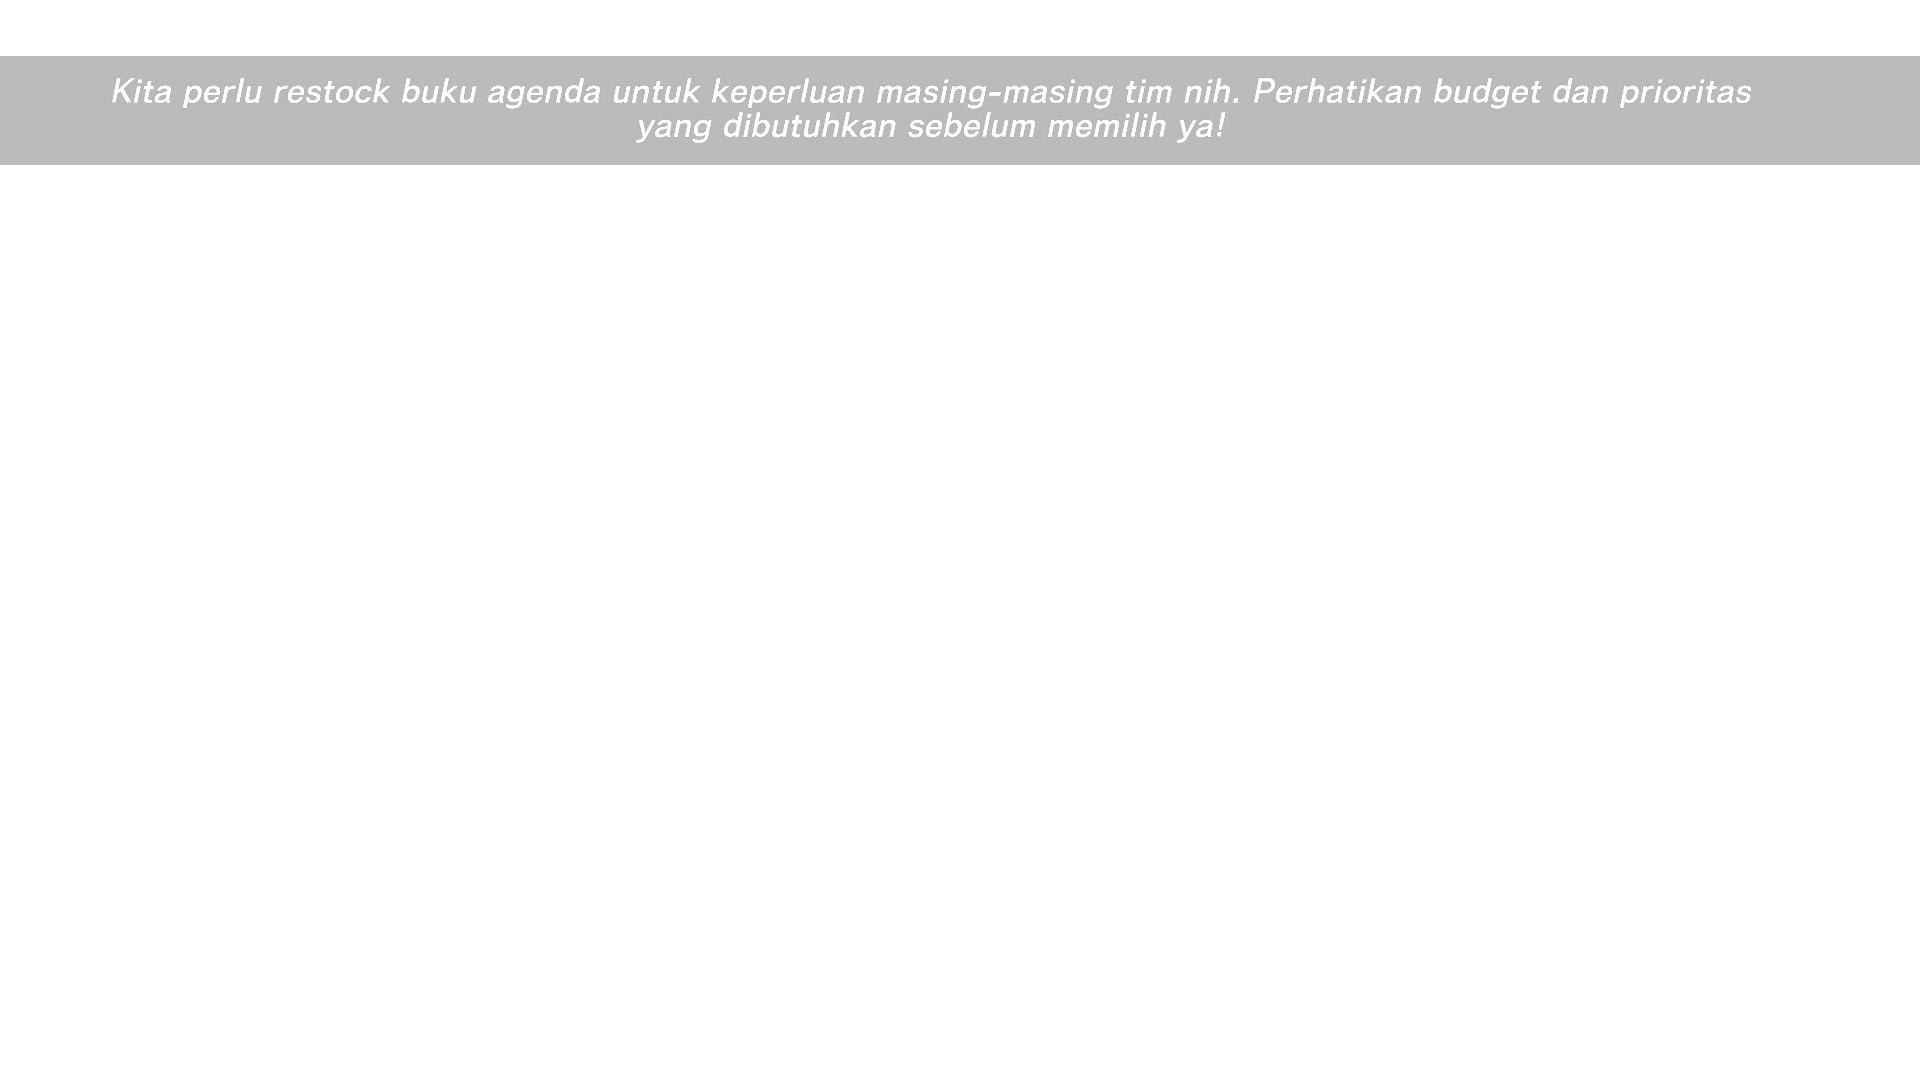 Kita perlu restock buku agenda untuk keperluan masing-masing tim nih. Perhatikan budget dan prioritas
yang dibutuhkan sebelum memilih ya!